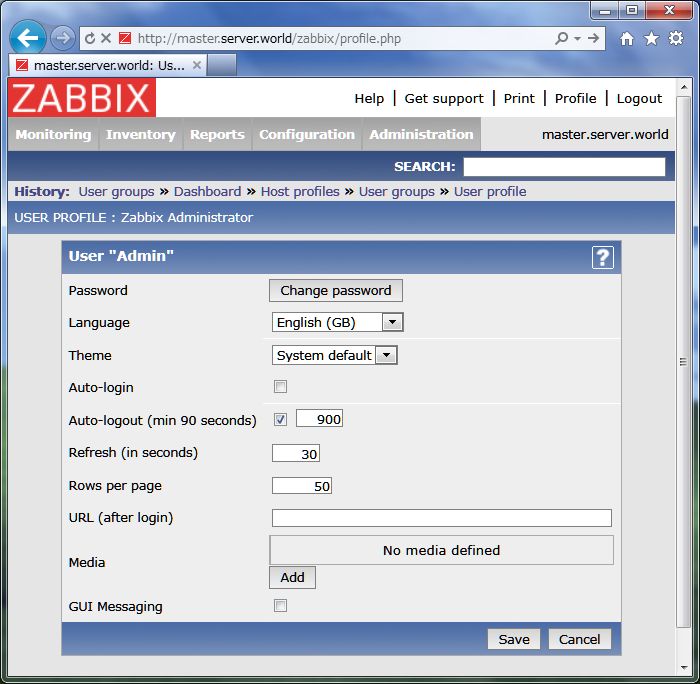 http://master.server.world/zabbix/profile.php
master.server.world: Us...
ZABBIX
Help | Get support | Print | Profile | Logout
Monitoring Inventory Reports Configuration Administration master.server.world
SEARCH:
History: User groups » Dashboard » Host profiles » User groups » User profile
USER PROFILE : Zabbix Administrator
User "Admin" ?
Password Change password
Language English (GB)
Theme System default
Auto-login
Auto-logout (min 90 seconds) 900
Refresh (in seconds) 30
Rows per page 50
URL (after login)
No media defined
Media
Add
GUI Messaging
Save Cancel